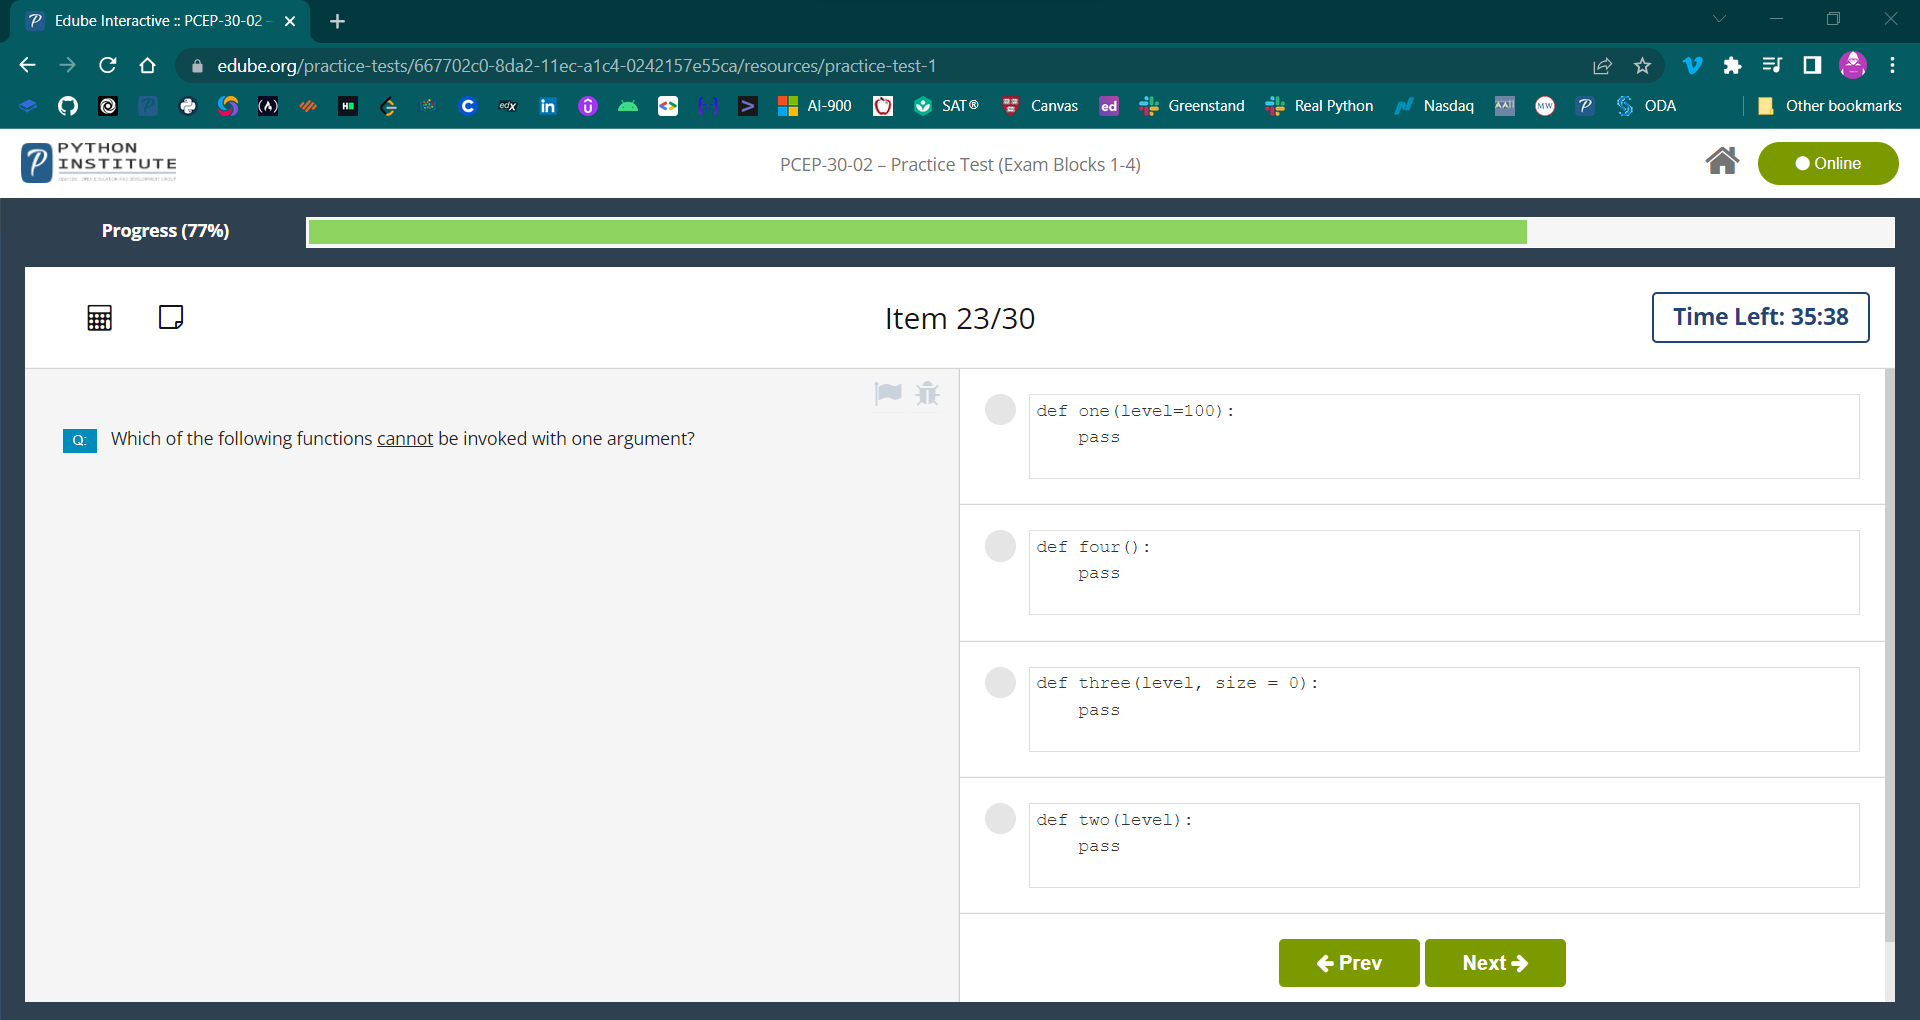 Edube Interactive :: PCEP-30-02 -
edube.org/practice-tests/667702c0-8da2-11ec-a1c4-0242157e55ca/resources/practice-test-1
AI-900
SAT®
Canvas
ed
Greenstand
Real Python
Nasdaq
MW
ODA
Other bookmarks
PYTHON
INSTITUTE
PCEP-30-02 – Practice Test (Exam Blocks 1-4)
Online
Progress (77%)
Item 23/30
Time Left: 35:38
Q:
Which of the following functions cannot be invoked with one argument?
def one(level=100):
    pass
def four():
    pass
def three(level, size = 0):
    pass
def two(level):
    pass
Prev
Next